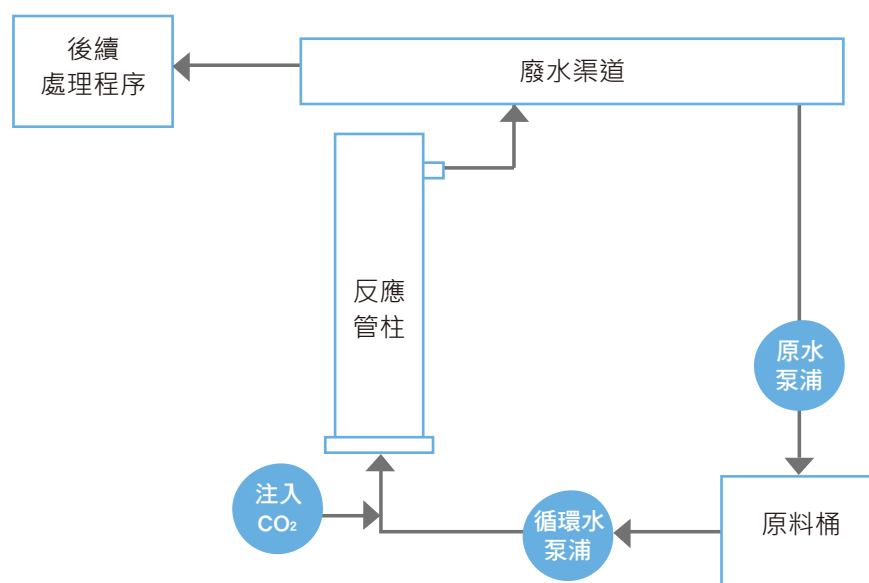 後續
處理程序
廢水渠道
反應
管柱
原水
泵浦
注入
CO₂
循環水
泵浦
原料桶